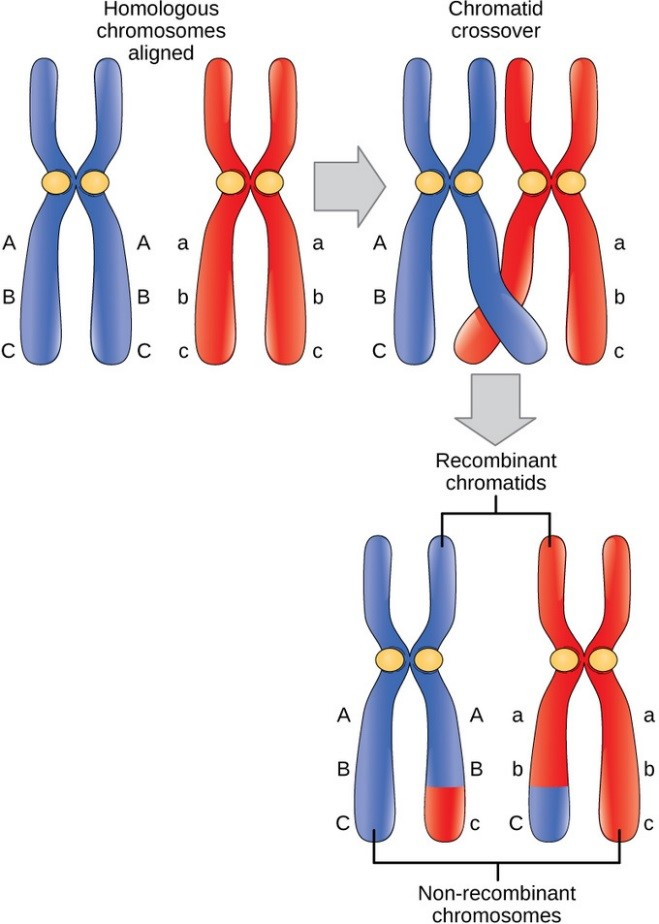 Homologous
chromosomes
aligned
Chromatid
crossover
A A a a A a
B B b b B b
C C c c C c
Recombinant
chromatids
A A a a
B B b b
C c C c
Non-recombinant
chromosomes